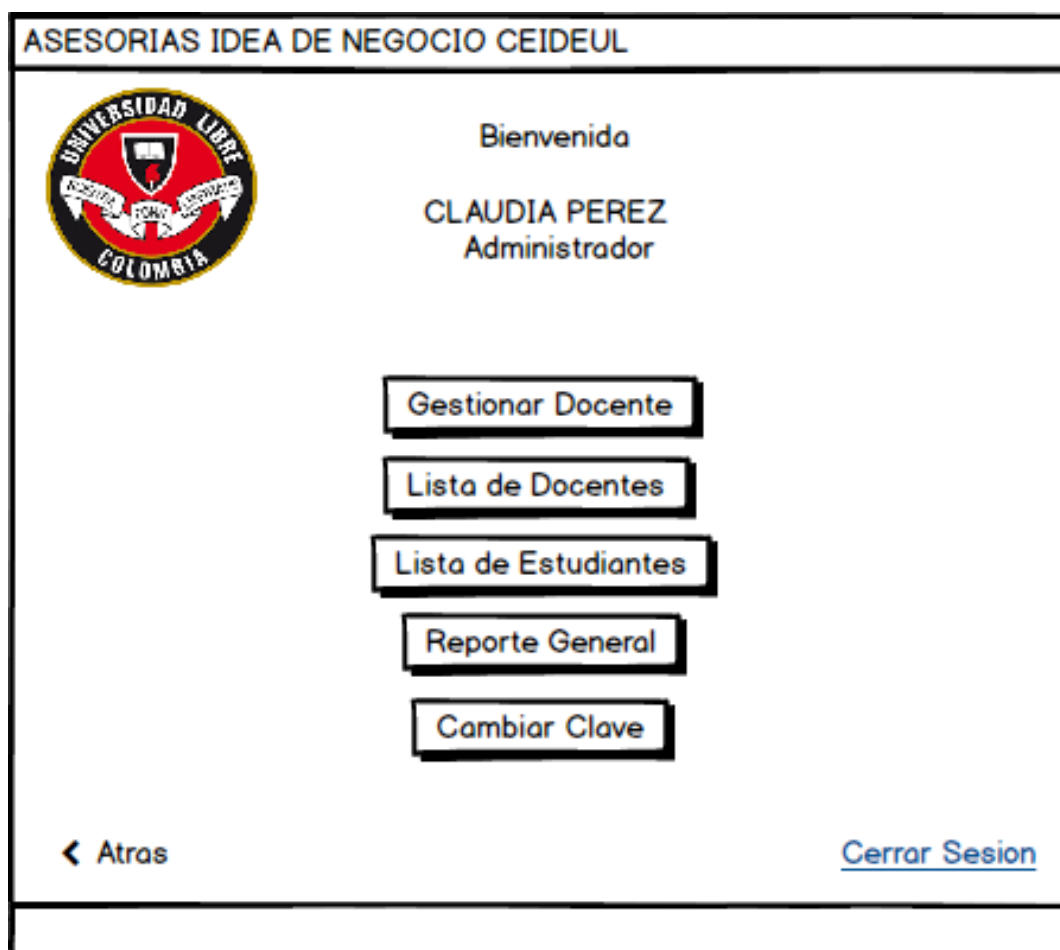 ASESORIAS IDEA DE NEGOCIO CEIDEUL
UNIVERSIDAD LIBRE
COLOMBIA
Bienvenida
CLAUDIA PEREZ
Administrador
Gestionar Docente
Lista de Docentes
Lista de Estudiantes
Reporte General
Cambiar Clave
Atras
Cerrar Sesion